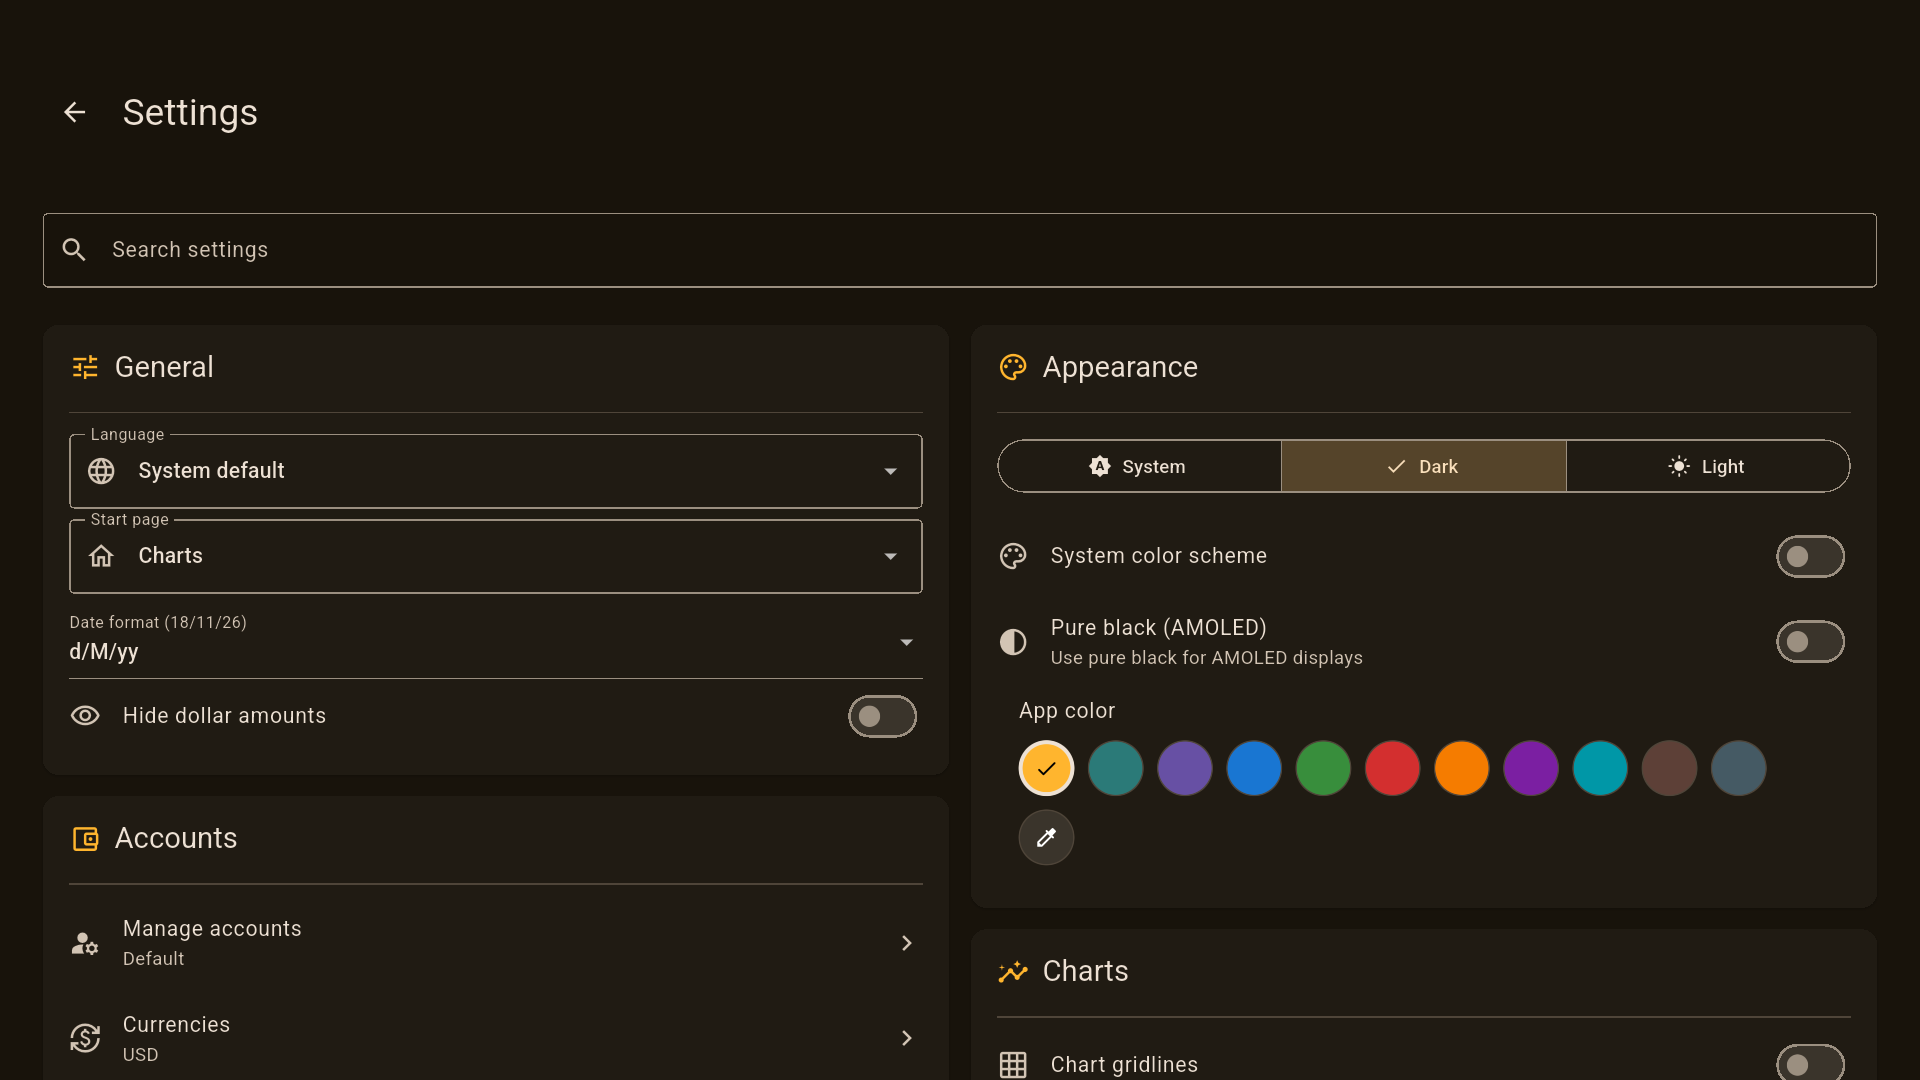 Settings
Search settings
General
Language
System default
Start page
Charts
Date format (18/11/26)
d/M/yy
Hide dollar amounts
Accounts
Manage accounts
Default
Currencies
USD
Appearance
System
Dark
Light
System color scheme
Pure black (AMOLED)
Use pure black for AMOLED displays
App color
Charts
Chart gridlines